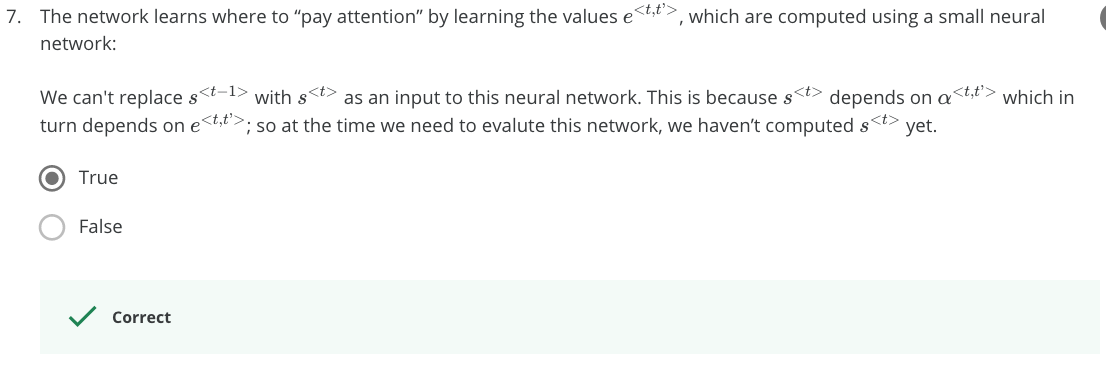 7. The network learns where to “pay attention” by learning the values e^{<t,t’>}, which are computed using a small neural
network:
We can't replace s^{<t−1>} with s^{<t>} as an input to this neural network. This is because s^{<t>} depends on α^{<t,t’>} which in
turn depends on e^{<t,t’>}; so at the time we need to evalute this network, we haven’t computed s^{<t>} yet.
True
False
Correct